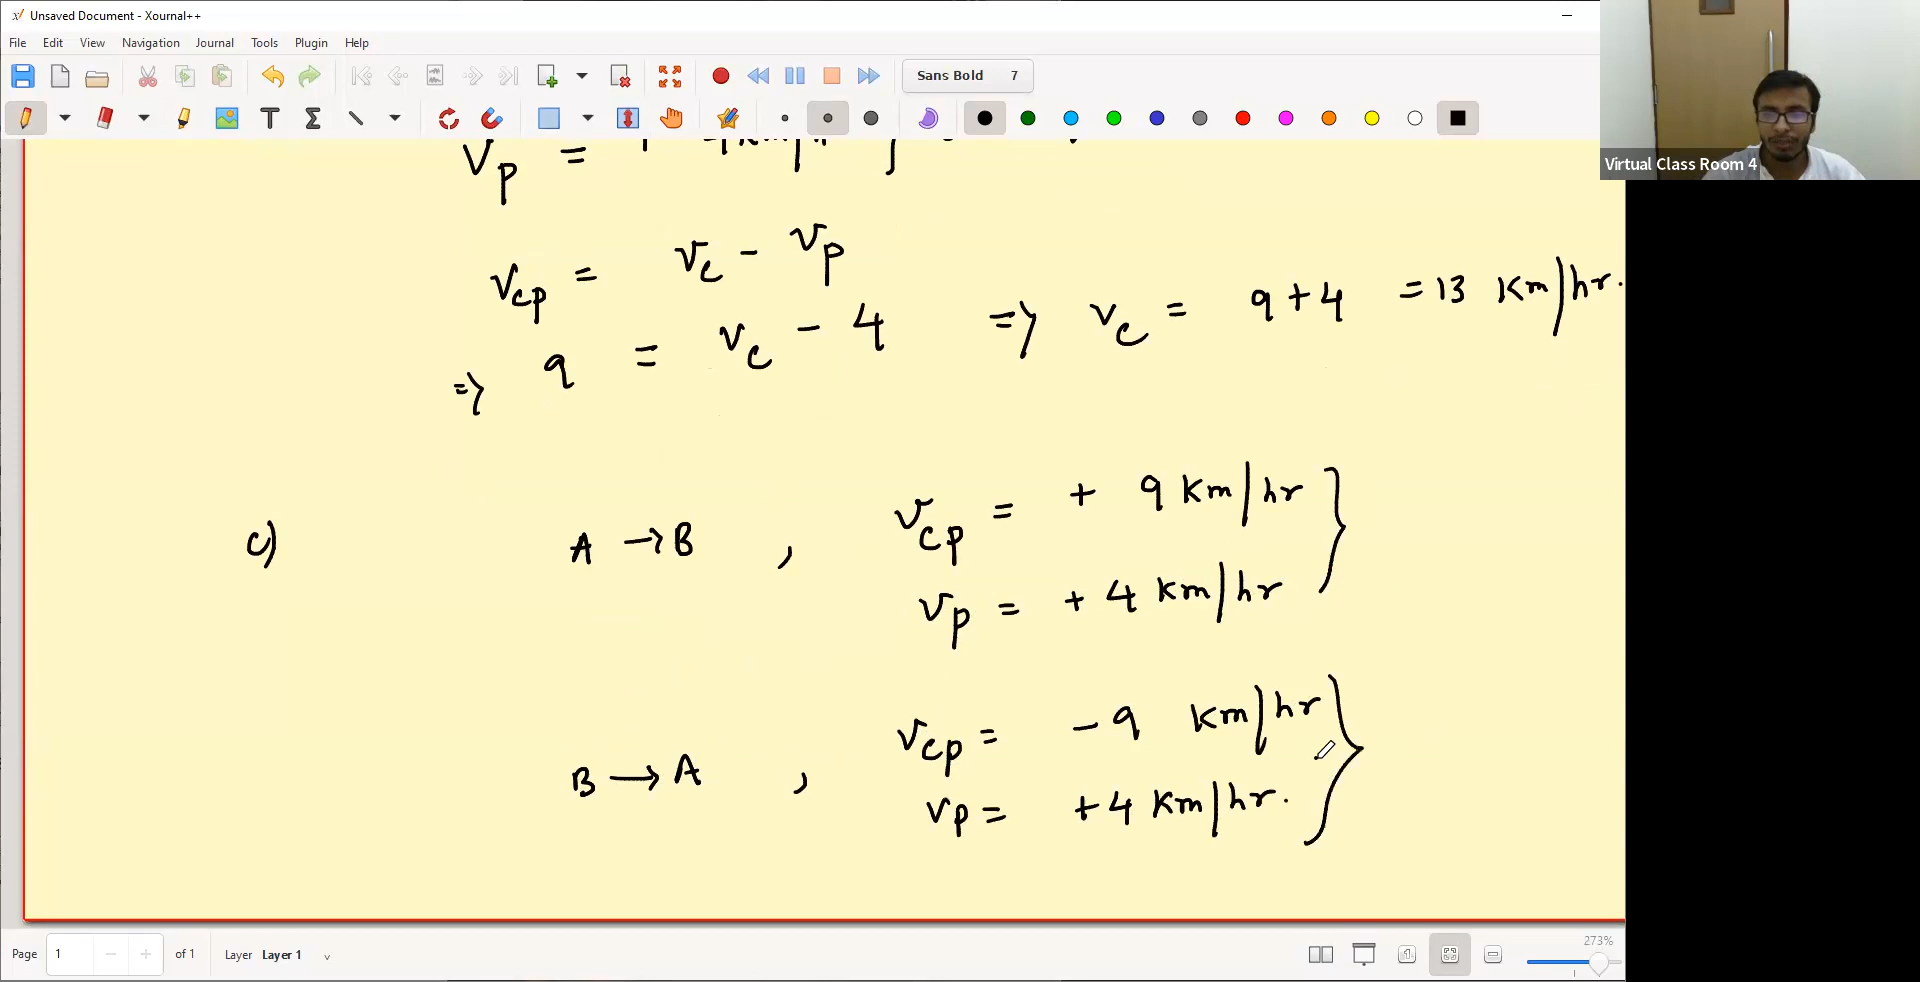 Unsaved Document - Xournal++
File Edit View Navigation Journal Tools Plugin Help
Sans Bold 7
Virtual Class Room 4
Vp =
Vcp = Vc - Vp
=> 9 = Vc - 4 => Vc = 9 + 4 = 13 Km/hr.
c) A → B , Vcp = + 9 Km/hr
Vp = + 4 Km/hr
B → A , Vcp = - 9 Km/hr
Vp = + 4 Km/hr.
Page 1 of 1 Layer Layer 1
273%